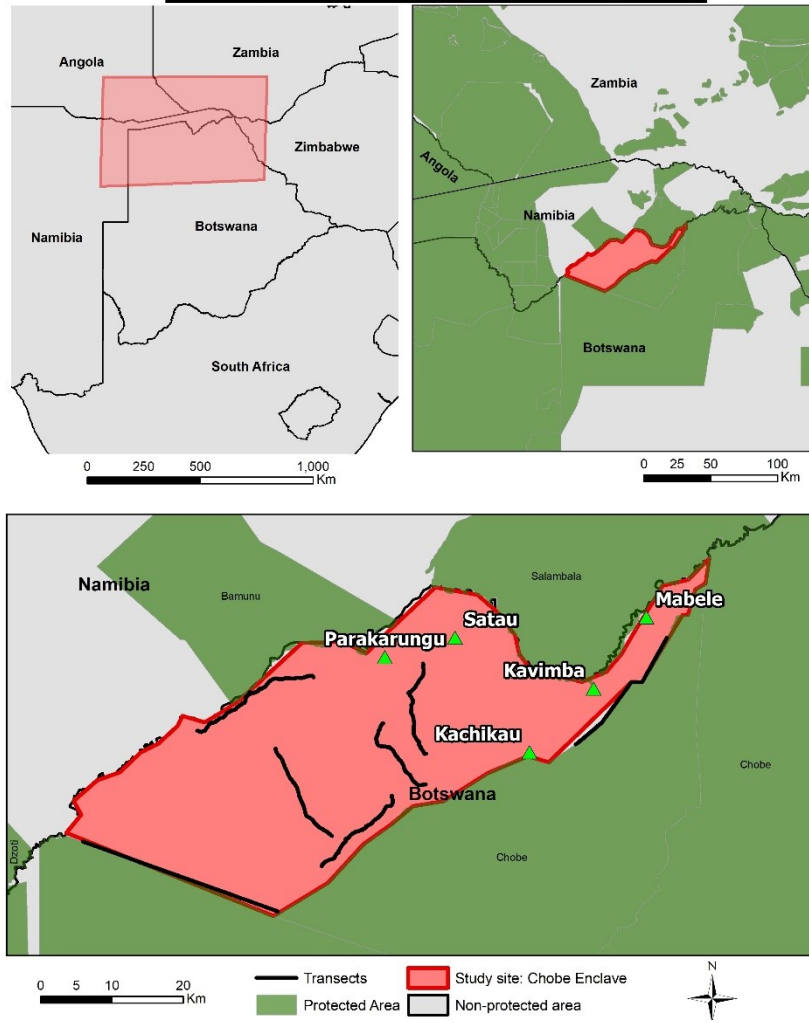 Angola
Zambia
Zimbabwe
Namibia
Botswana
South Africa
0 250 500 1,000
Km
Zambia
Angola
Namibia
Botswana
0 25 50 100
Km
Namibia
Bamunu
Salambala
Mabele
Satau
Parakarungu
Kavimba
Kachikau
Chobe
Botswana
Dzoti
Chobe
0 10 20
Km
Transects
Study site: Chobe Enclave
Protected Area
Non-protected area
N